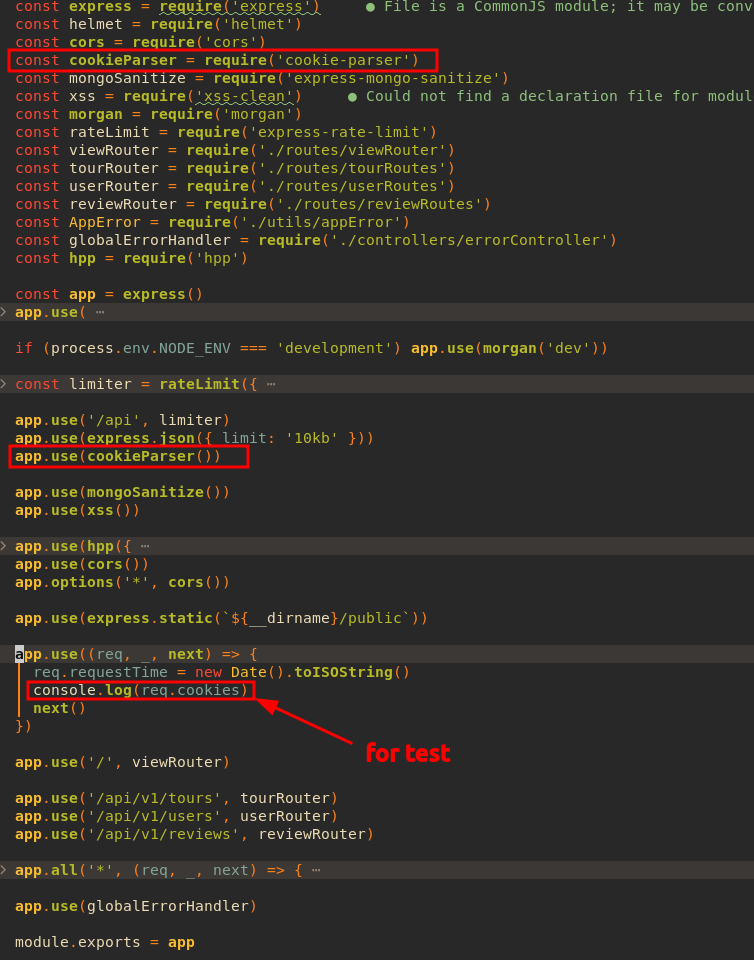 const express = require('express')     ● File is a CommonJS module; it may be conv
const helmet = require('helmet')
const cors = require('cors')
const cookieParser = require('cookie-parser')
const mongoSanitize = require('express-mongo-sanitize')
const xss = require('xss-clean')     ● Could not find a declaration file for modul
const morgan = require('morgan')
const rateLimit = require('express-rate-limit')
const viewRouter = require('./routes/viewRouter')
const tourRouter = require('./routes/tourRoutes')
const userRouter = require('./routes/userRoutes')
const reviewRouter = require('./routes/reviewRoutes')
const AppError = require('./utils/appError')
const globalErrorHandler = require('./controllers/errorController')
const hpp = require('hpp')
const app = express()
> app.use( ⋯
if (process.env.NODE_ENV === 'development') app.use(morgan('dev'))
> const limiter = rateLimit({ ⋯
app.use('/api', limiter)
app.use(express.json({ limit: '10kb' }))
app.use(cookieParser())
app.use(mongoSanitize())
app.use(xss())
> app.use(hpp({ ⋯
app.use(cors())
app.options('*', cors())
app.use(express.static(`${__dirname}/public`))
app.use((req, _, next) => {
req.requestTime = new Date().toISOString()
console.log(req.cookies)
next()
})
for test
app.use('/', viewRouter)
app.use('/api/v1/tours', tourRouter)
app.use('/api/v1/users', userRouter)
app.use('/api/v1/reviews', reviewRouter)
> app.all('*', (req, _, next) => { ⋯
app.use(globalErrorHandler)
module.exports = app